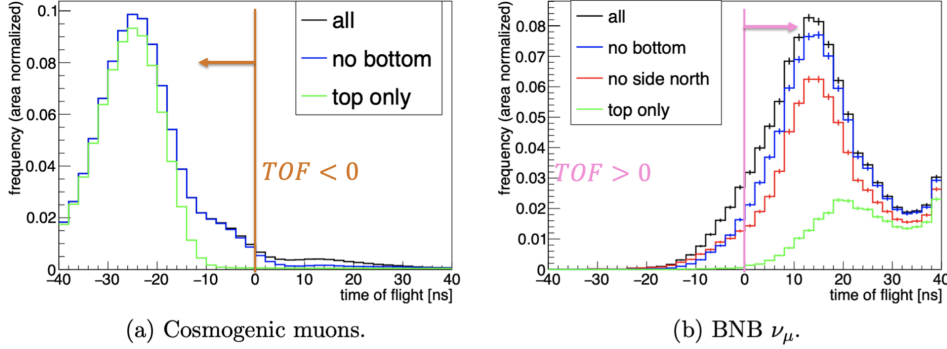 frequency (area normalized)
0.1
0.08
0.06
0.04
0.02
0
all
no bottom
top only
TOF < 0
-40 -30 -20 -10 0 10 20 30 40
time of flight [ns]
(a) Cosmogenic muons.
frequency (area normalized)
0.08
0.07
0.06
0.05
0.04
0.03
0.02
0.01
0
all
no bottom
no side north
top only
TOF > 0
-40 -30 -20 -10 0 10 20 30 40
time of flight [ns]
(b) BNB νμ.